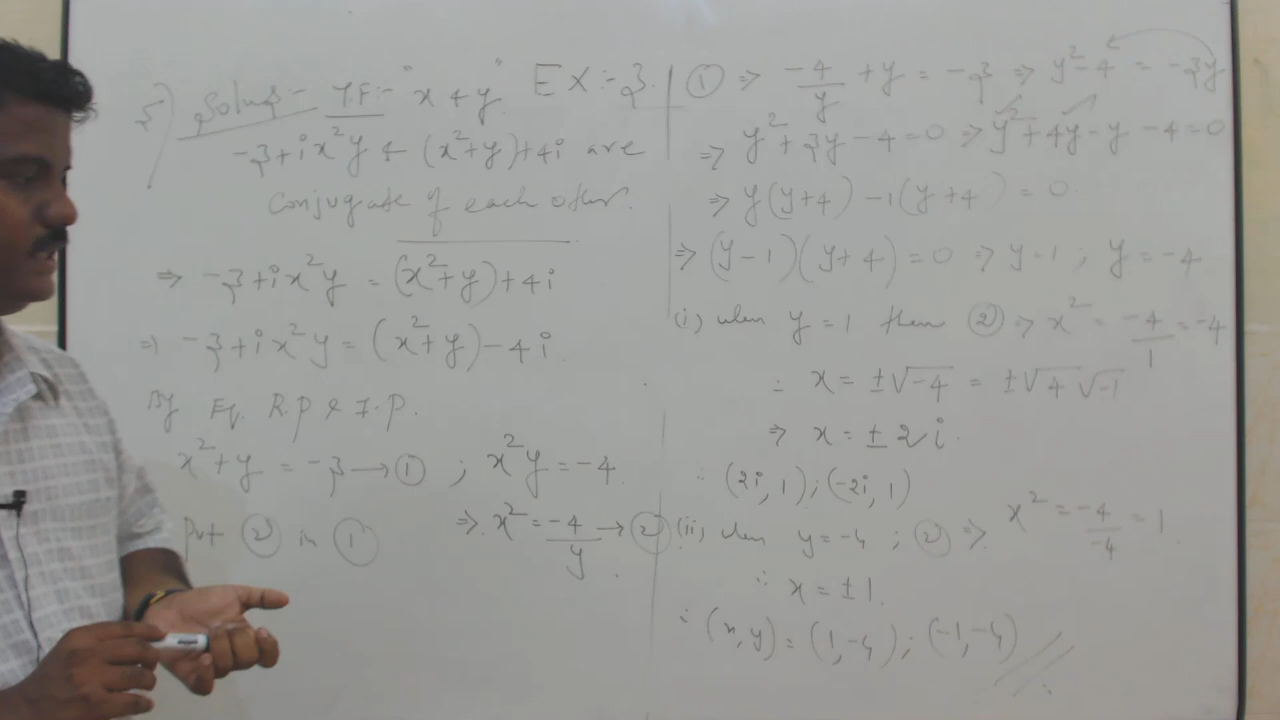 5) Soln:- T.F:- "x & y" EX:-3.
-3+ix²y & (x²+y)+4i are
conjugate of each other.
⇒ -3+ix²y = \overline{(x²+y)+4i}
⇒ -3+ix²y = (x²+y)-4i
By Eq. R.P & I.P.
x²+y = -3 → ① ; x²y = -4
⇒ x² = -4/y → ②
Put ② in ①
① ⇒ -4/y + y = -3 ⇒ y²-4 = -3y
⇒ y²+3y-4=0 ⇒ y²+4y-y-4=0
⇒ y(y+4)-1(y+4)=0
⇒ (y-1)(y+4)=0 ⇒ y=1 ; y=-4
(i) when y=1 then ② ⇒ x² = -4/1 = -4
∴ x = ±√-4 = ±√4 √-1
⇒ x = ±2i.
∴ (2i, 1) ; (-2i, 1)
(ii) when y=-4 ; ② ⇒ x² = -4/-4 = 1.
∴ x = ±1.
∴ (x,y) = (1,-4) ; (-1,-4)